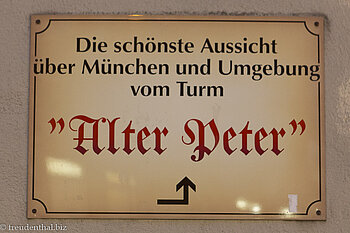 Die schönste Aussicht
über München und Umgebung
vom Turm
"Alter Peter"
© freudenthal.biz